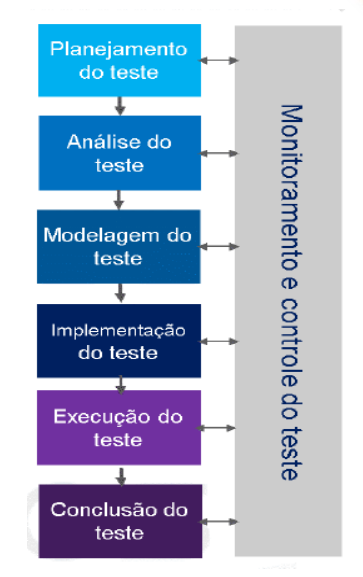 Planejamento
do teste
Análise do
teste
Modelagem do
teste
Implementação
do teste
Execução do
teste
Conclusão do
teste
Monitoramento e controle do teste